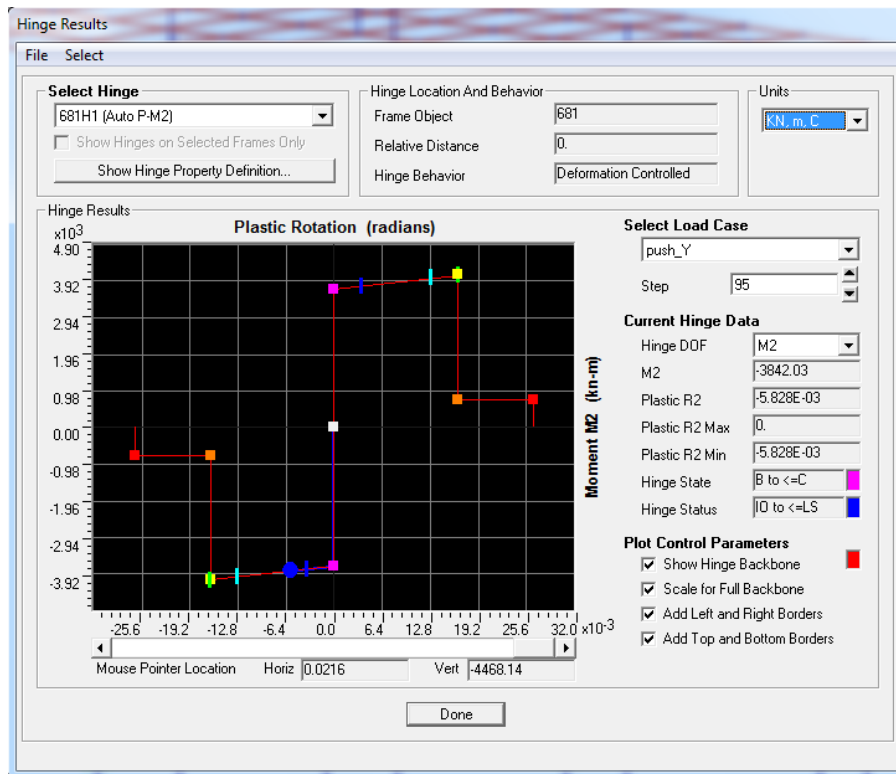 Hinge Results
File Select
Select Hinge
681H1 (Auto P-M2)
Show Hinges on Selected Frames Only
Show Hinge Property Definition...
Hinge Location And Behavior
Frame Object 681
Relative Distance 0.
Hinge Behavior Deformation Controlled
Units
KN, m, C
Hinge Results
Plastic Rotation (radians)
x10³
4.90
3.92
2.94
1.96
0.98
0.00
-0.98
-1.96
-2.94
-3.92
Moment M2 (kn-m)
-25.6 -19.2 -12.8 -6.4 0.0 6.4 12.8 19.2 25.6 32.0 x10⁻³
Mouse Pointer Location Horiz 0.0216 Vert -4468.14
Select Load Case
push_Y
Step 95
Current Hinge Data
Hinge DOF M2
M2 -3842.03
Plastic R2 -5.828E-03
Plastic R2 Max 0.
Plastic R2 Min -5.828E-03
Hinge State B to <=C
Hinge Status IO to <=LS
Plot Control Parameters
Show Hinge Backbone
Scale for Full Backbone
Add Left and Right Borders
Add Top and Bottom Borders
Done